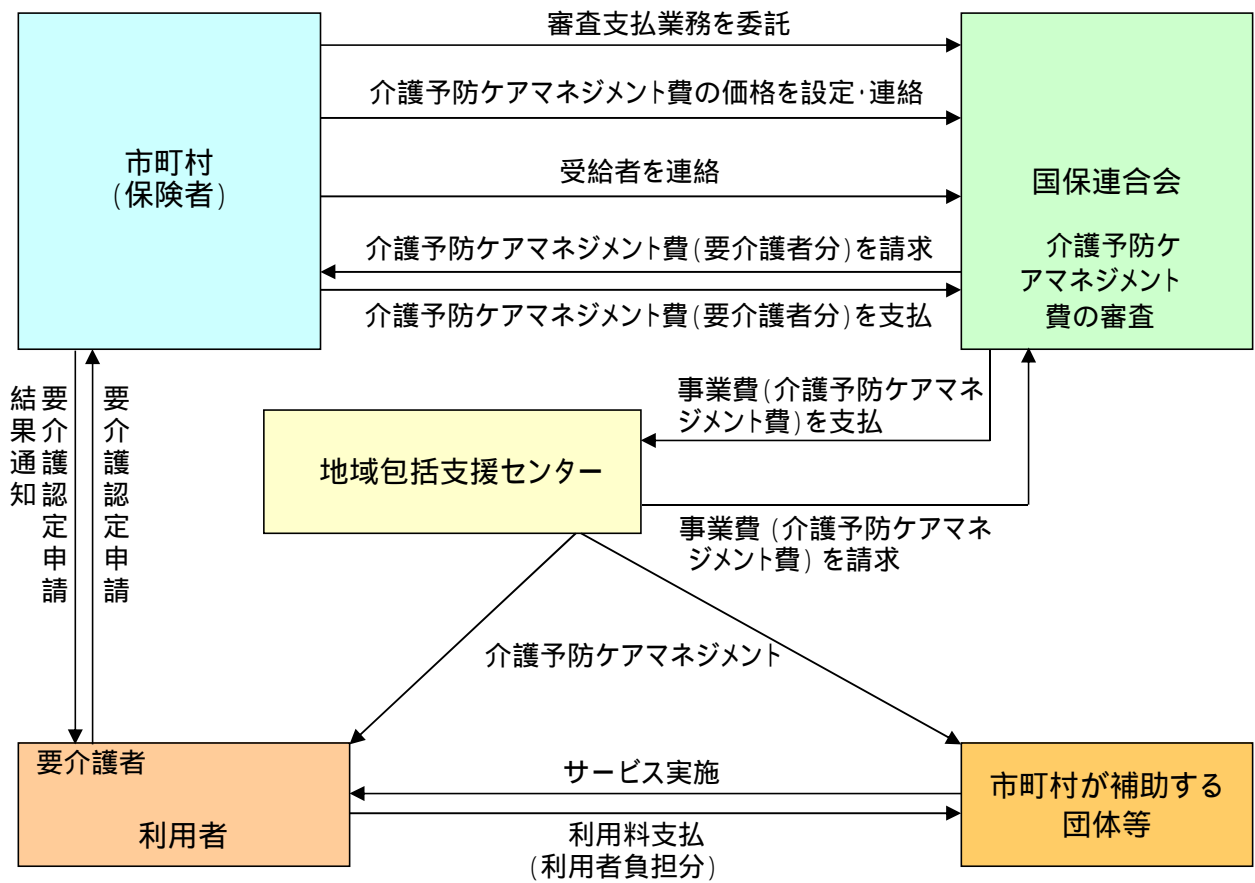 審査支払業務を委託
介護予防ケアマネジメント費の価格を設定・連絡
市町村
(保険者)
受給者を連絡
国保連合会
介護予防ケ
アマネジメント
費の審査
介護予防ケアマネジメント費(要介護者分)を請求
介護予防ケアマネジメント費(要介護者分)を支払
要介護認定申請
結果通知
要介護認定申請
事業費(介護予防ケアマネ
ジメント費)を支払
地域包括支援センター
事業費 (介護予防ケアマネ
ジメント費) を請求
介護予防ケアマネジメント
要介護者
利用者
サービス実施
利用料支払
(利用者負担分)
市町村が補助する
団体等